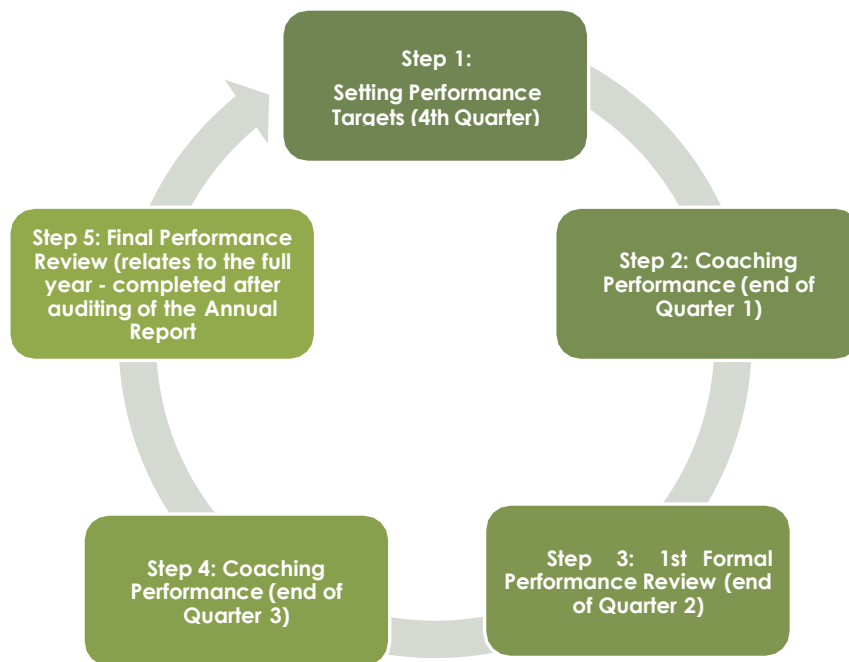 Step 1:
Setting Performance
Targets (4th Quarter)
Step 2: Coaching
Performance (end of
Quarter 1)
Step 3: 1st Formal
Performance Review (end
of Quarter 2)
Step 4: Coaching
Performance (end of
Quarter 3)
Step 5: Final Performance
Review (relates to the full
year - completed after
auditing of the Annual
Report